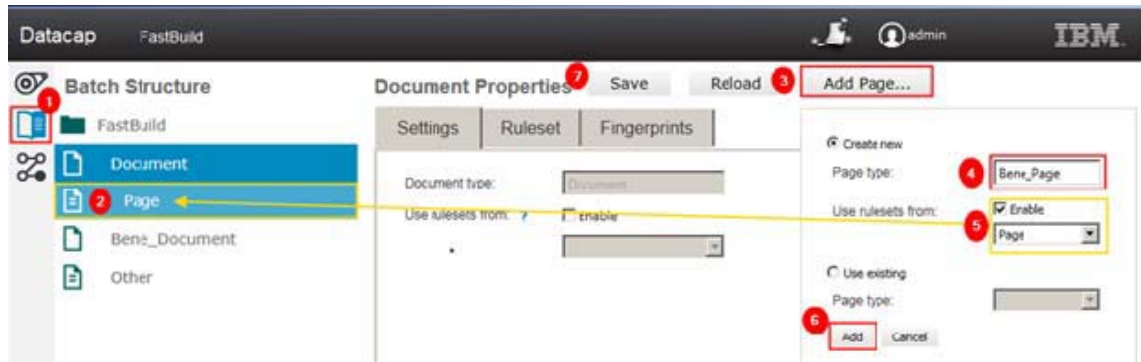 Datacap FastBuild admin IBM
Batch Structure
1
FastBuild
Document
2 Page
Bene_Document
Other
Document Properties 7 Save Reload 3 Add Page...
Settings Ruleset Fingerprints
Document type: Document
Use rulesets from: ? Enable
Create new
Page type: 4 Bene_Page
Use rulesets from: Enable
5 Page
Use existing
Page type:
6 Add Cancel